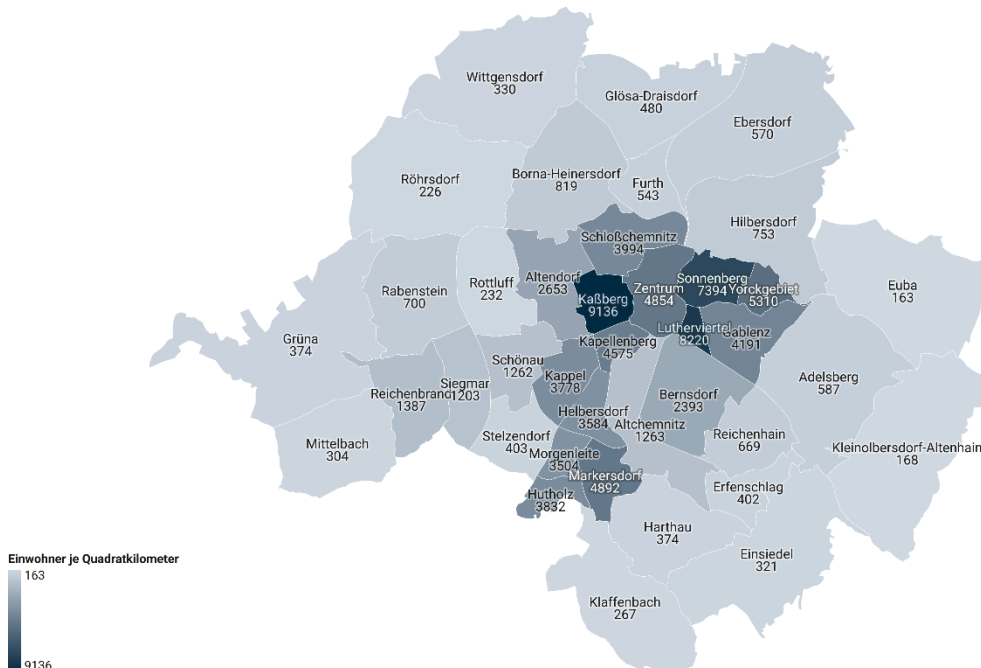 Wittgensdorf
330
Glösa-Draisdorf
480
Ebersdorf
570
Röhrsdorf
226
Borna-Heinersdorf
819
Furth
543
Hilbersdorf
753
Schloßchemnitz
3994
Euba
163
Rabenstein
700
Rottluff
232
Altendorf
2653
Kaßberg
9136
Zentrum
4854
Sonnenberg
7394
Yorckgebiet
5310
Lutherviertel
8220
Gablenz
4191
Grüna
374
Kapellenberg
4575
Schönau
1262
Kappel
3778
Siegmar
1203
Reichenbrand
1387
Bernsdorf
2393
Adelsberg
587
Helbersdorf
3584
Altchemnitz
1263
Mittelbach
304
Stelzendorf
403
Reichenhain
669
Kleinolbersdorf-Altenhain
168
Morgenleite
3504
Markersdorf
4892
Hutholz
3832
Erfenschlag
402
Harthau
374
Einsiedel
321
Klaffenbach
267
Einwohner je Quadratkilometer
163
9136